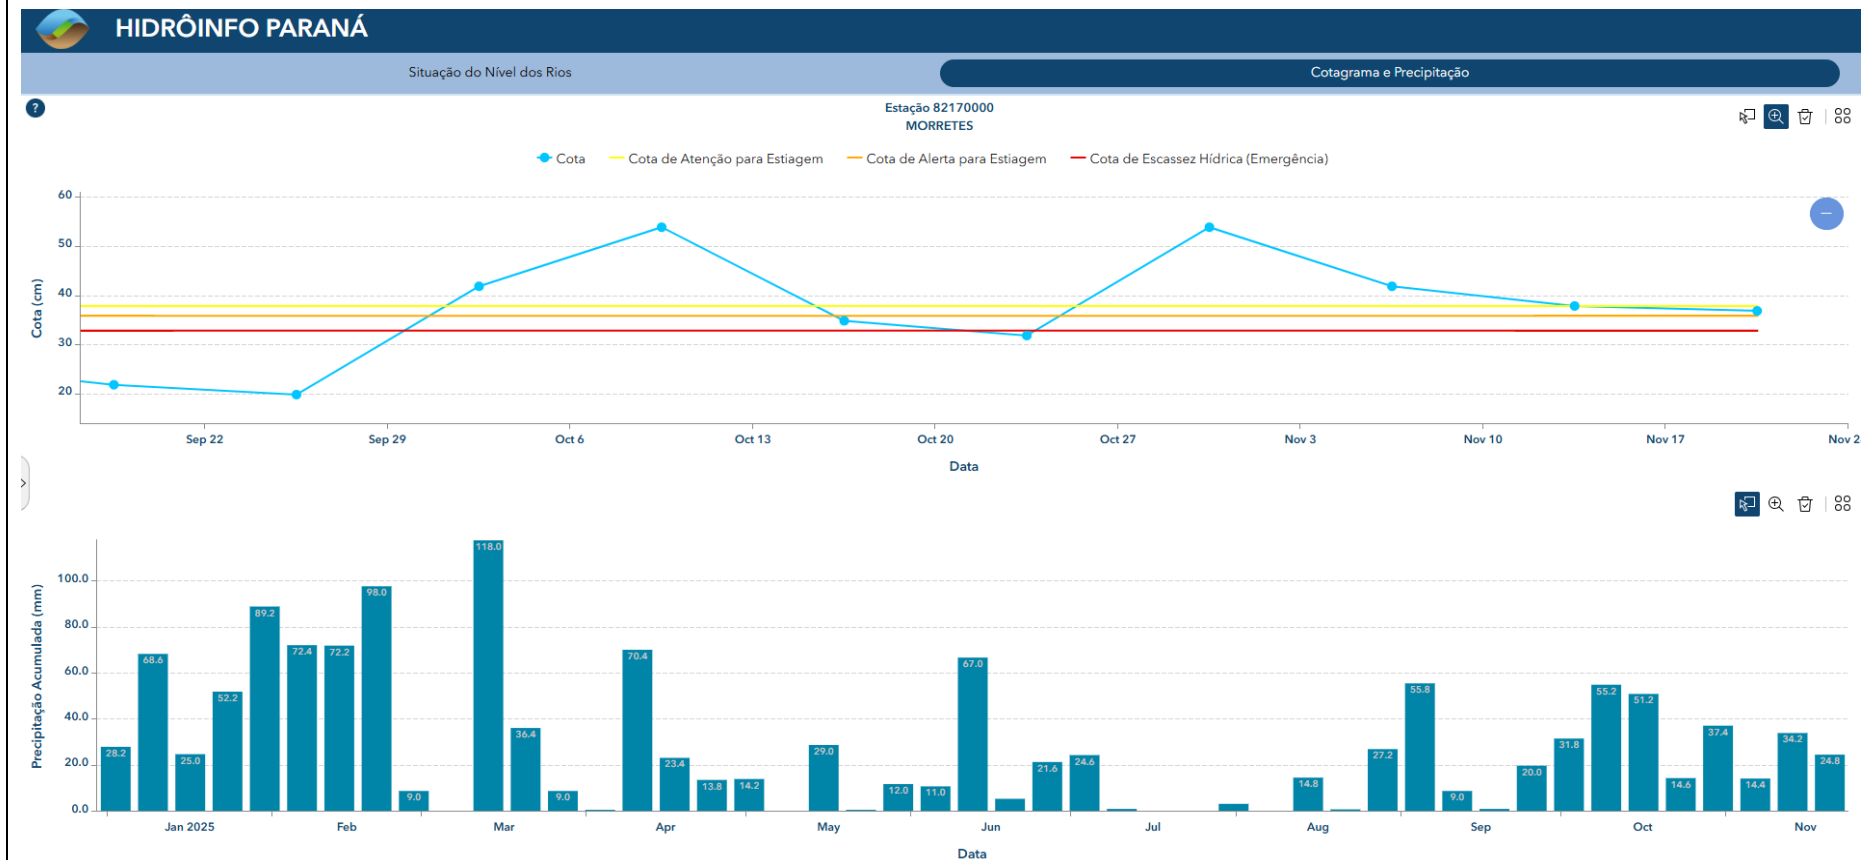 HIDRÔINFO PARANÁ
Situação do Nível dos Rios
Cotagrama e Precipitação
?
Estação 82170000
MORRETES
Cota
Cota de Atenção para Estiagem
Cota de Alerta para Estiagem
Cota de Escassez Hídrica (Emergência)
Cota (cm)
60
50
40
30
20
Sep 22
Sep 29
Oct 6
Oct 13
Oct 20
Oct 27
Nov 3
Nov 10
Nov 17
Nov
Data
Precipitação Acumulada (mm)
100.0
80.0
60.0
40.0
20.0
0.0
28.2
68.6
25.0
52.2
89.2
72.4
72.2
98.0
9.0
118.0
36.4
9.0
70.4
23.4
13.8
14.2
29.0
12.0
11.0
67.0
21.6
24.6
14.8
27.2
55.8
9.0
20.0
31.8
55.2
51.2
14.6
37.4
14.4
34.2
24.8
Jan 2025
Feb
Mar
Apr
May
Jun
Jul
Aug
Sep
Oct
Nov
Data